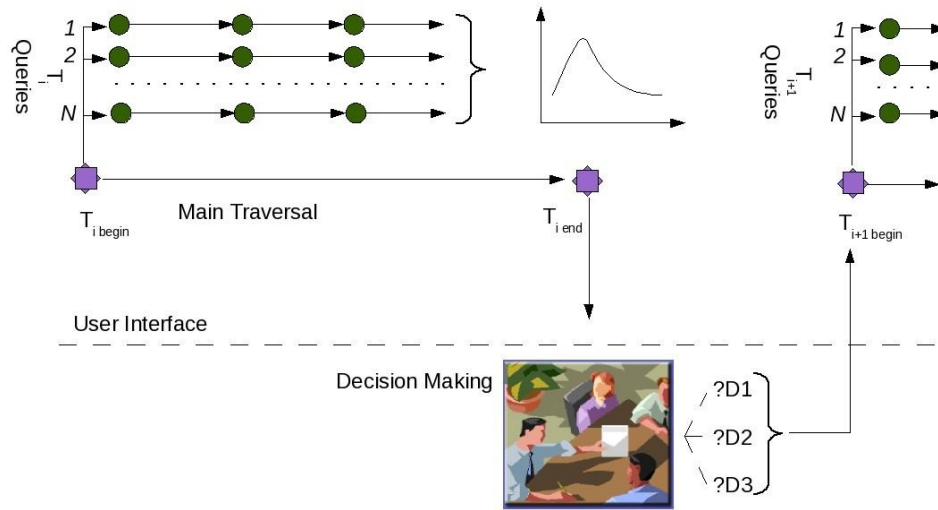 1
2
N
Queries
T i
Main Traversal
T i begin
T i end
1
2
N
Queries
T i+1
T i+1 begin
User Interface
Decision Making
?D1
?D2
?D3